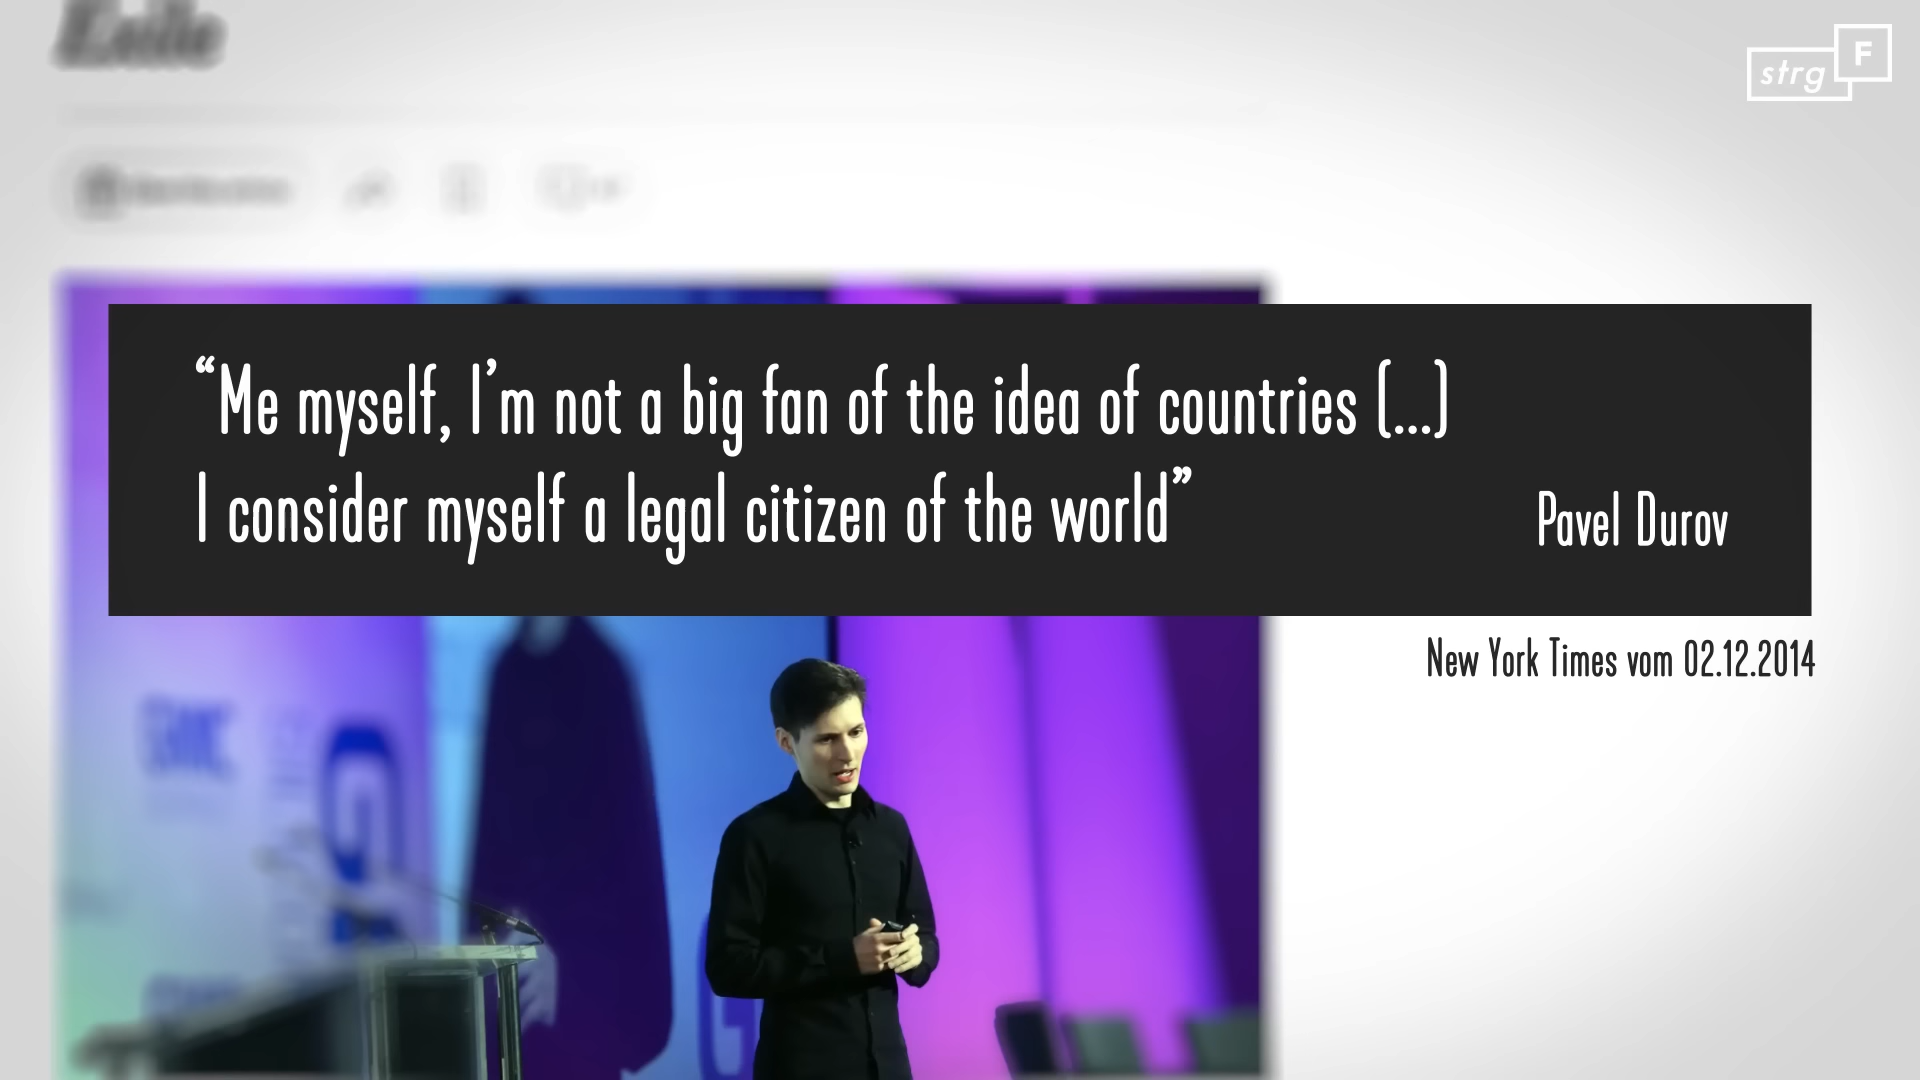 strg F
“Me myself, I’m not a big fan of the idea of countries (...)
I consider myself a legal citizen of the world”
Pavel Durov
New York Times vom 02.12.2014